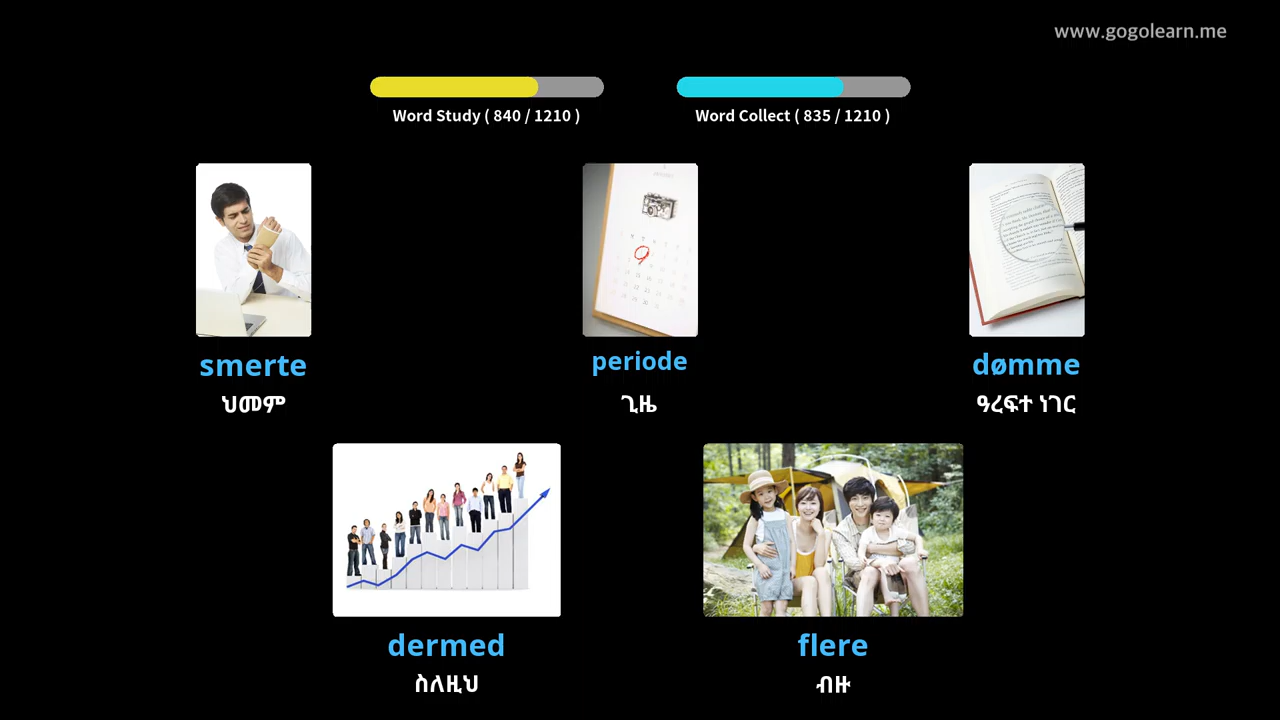 www.gogolearn.me
Word Study ( 840 / 1210 )
Word Collect ( 835 / 1210 )
smerte
ህመም
periode
ጊዜ
dømme
ዓረፍተ ነገር
dermed
ስለዚህ
flere
ብዙ